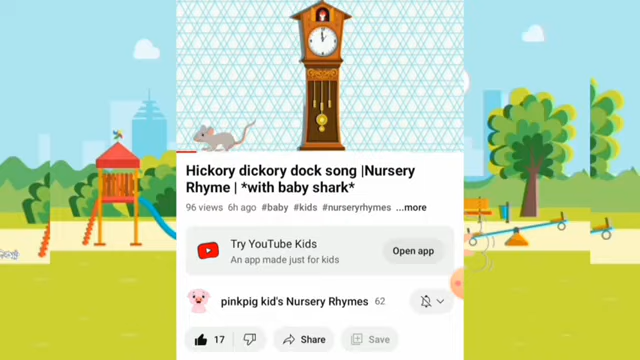 Hickory dickory dock song |Nursery
Rhyme | *with baby shark*
96 views 6h ago #baby #kids #nurseryrhymes ...more
Try YouTube Kids
An app made just for kids
Open app
pinkpig kid's Nursery Rhymes 62
17
Share
Save